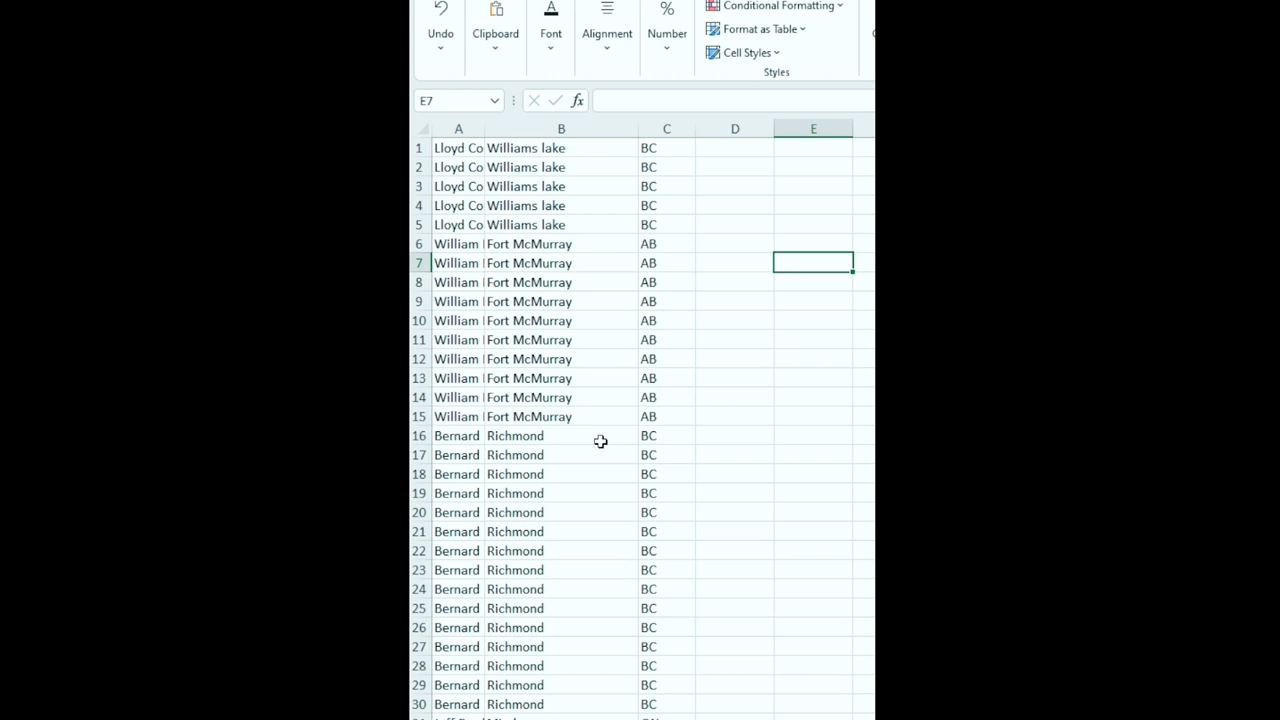 Conditional Formatting
Undo Clipboard Font Alignment Number Format as Table
Cell Styles
Styles
E7 fx
A B C D E
1 Lloyd Co Williams lake BC
2 Lloyd Co Williams lake BC
3 Lloyd Co Williams lake BC
4 Lloyd Co Williams lake BC
5 Lloyd Co Williams lake BC
6 William Fort McMurray AB
7 William Fort McMurray AB
8 William Fort McMurray AB
9 William Fort McMurray AB
10 William Fort McMurray AB
11 William Fort McMurray AB
12 William Fort McMurray AB
13 William Fort McMurray AB
14 William Fort McMurray AB
15 William Fort McMurray AB
16 Bernard Richmond BC
17 Bernard Richmond BC
18 Bernard Richmond BC
19 Bernard Richmond BC
20 Bernard Richmond BC
21 Bernard Richmond BC
22 Bernard Richmond BC
23 Bernard Richmond BC
24 Bernard Richmond BC
25 Bernard Richmond BC
26 Bernard Richmond BC
27 Bernard Richmond BC
28 Bernard Richmond BC
29 Bernard Richmond BC
30 Bernard Richmond BC